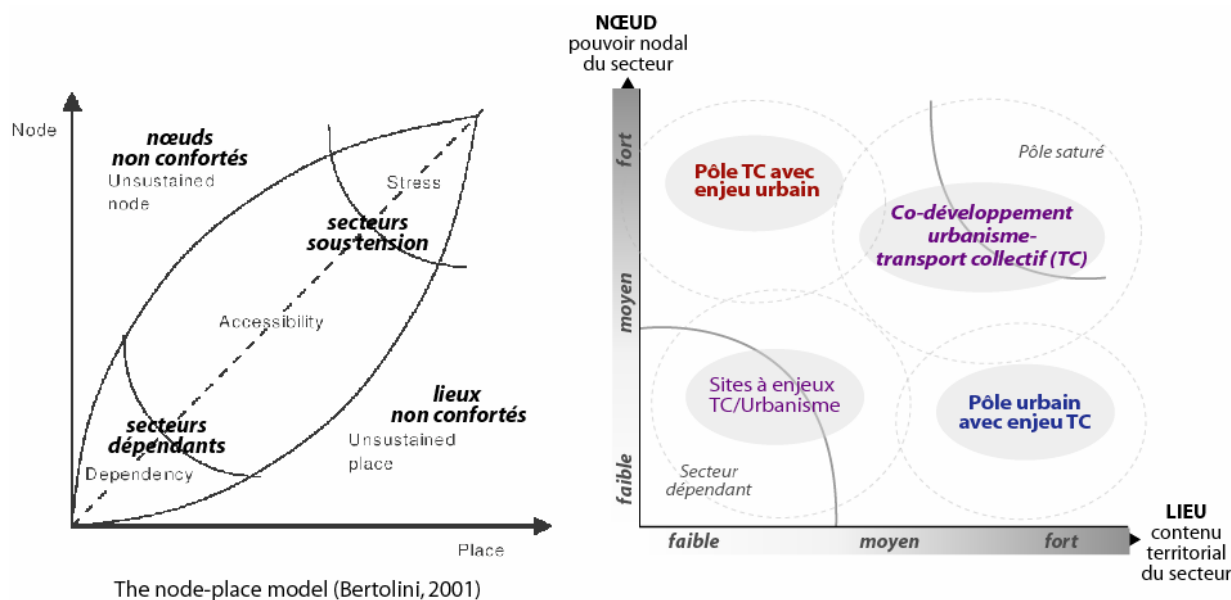 Node
nœuds
non confortés
Unsustained
node
Stress
secteurs
sous tension
Accessibility
lieux
non confortés
Unsustained
place
secteurs
dépendants
Dependency
Place
The node-place model (Bertolini, 2001)
NŒUD
pouvoir nodal
du secteur
fort
moyen
faible
Pôle TC avec
enjeu urbain
Pôle saturé
Co-développement
urbanisme-
transport collectif (TC)
Sites à enjeux
TC/Urbanisme
Pôle urbain
avec enjeu TC
Secteur
dépendant
faible
moyen
fort
LIEU
contenu
territorial
du secteur